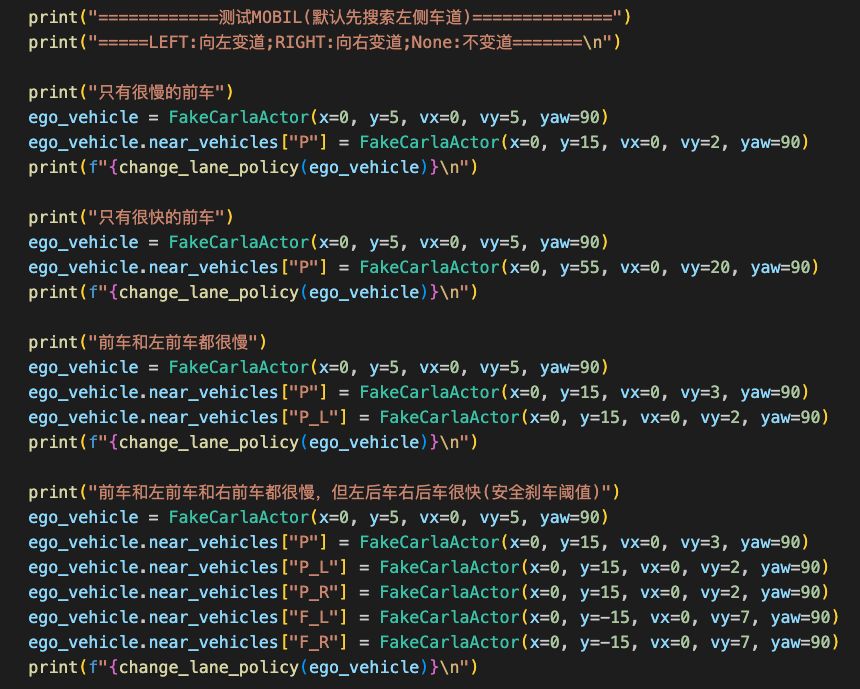 print("============测试MOBIL(默认先搜索左侧车道)==============")
print("=====LEFT:向左变道;RIGHT:向右变道;None:不变道=======\n")
print("只有很慢的前车")
ego_vehicle = FakeCarlaActor(x=0, y=5, vx=0, vy=5, yaw=90)
ego_vehicle.near_vehicles["P"] = FakeCarlaActor(x=0, y=15, vx=0, vy=2, yaw=90)
print(f"{change_lane_policy(ego_vehicle)}\n")
print("只有很快的前车")
ego_vehicle = FakeCarlaActor(x=0, y=5, vx=0, vy=5, yaw=90)
ego_vehicle.near_vehicles["P"] = FakeCarlaActor(x=0, y=55, vx=0, vy=20, yaw=90)
print(f"{change_lane_policy(ego_vehicle)}\n")
print("前车和左前车都很慢")
ego_vehicle = FakeCarlaActor(x=0, y=5, vx=0, vy=5, yaw=90)
ego_vehicle.near_vehicles["P"] = FakeCarlaActor(x=0, y=15, vx=0, vy=3, yaw=90)
ego_vehicle.near_vehicles["P_L"] = FakeCarlaActor(x=0, y=15, vx=0, vy=2, yaw=90)
print(f"{change_lane_policy(ego_vehicle)}\n")
print("前车和左前车和右前车都很慢，但左后车右后车很快(安全刹车阈值)")
ego_vehicle = FakeCarlaActor(x=0, y=5, vx=0, vy=5, yaw=90)
ego_vehicle.near_vehicles["P"] = FakeCarlaActor(x=0, y=15, vx=0, vy=3, yaw=90)
ego_vehicle.near_vehicles["P_L"] = FakeCarlaActor(x=0, y=15, vx=0, vy=2, yaw=90)
ego_vehicle.near_vehicles["P_R"] = FakeCarlaActor(x=0, y=15, vx=0, vy=2, yaw=90)
ego_vehicle.near_vehicles["F_L"] = FakeCarlaActor(x=0, y=-15, vx=0, vy=7, yaw=90)
ego_vehicle.near_vehicles["F_R"] = FakeCarlaActor(x=0, y=-15, vx=0, vy=7, yaw=90)
print(f"{change_lane_policy(ego_vehicle)}\n")